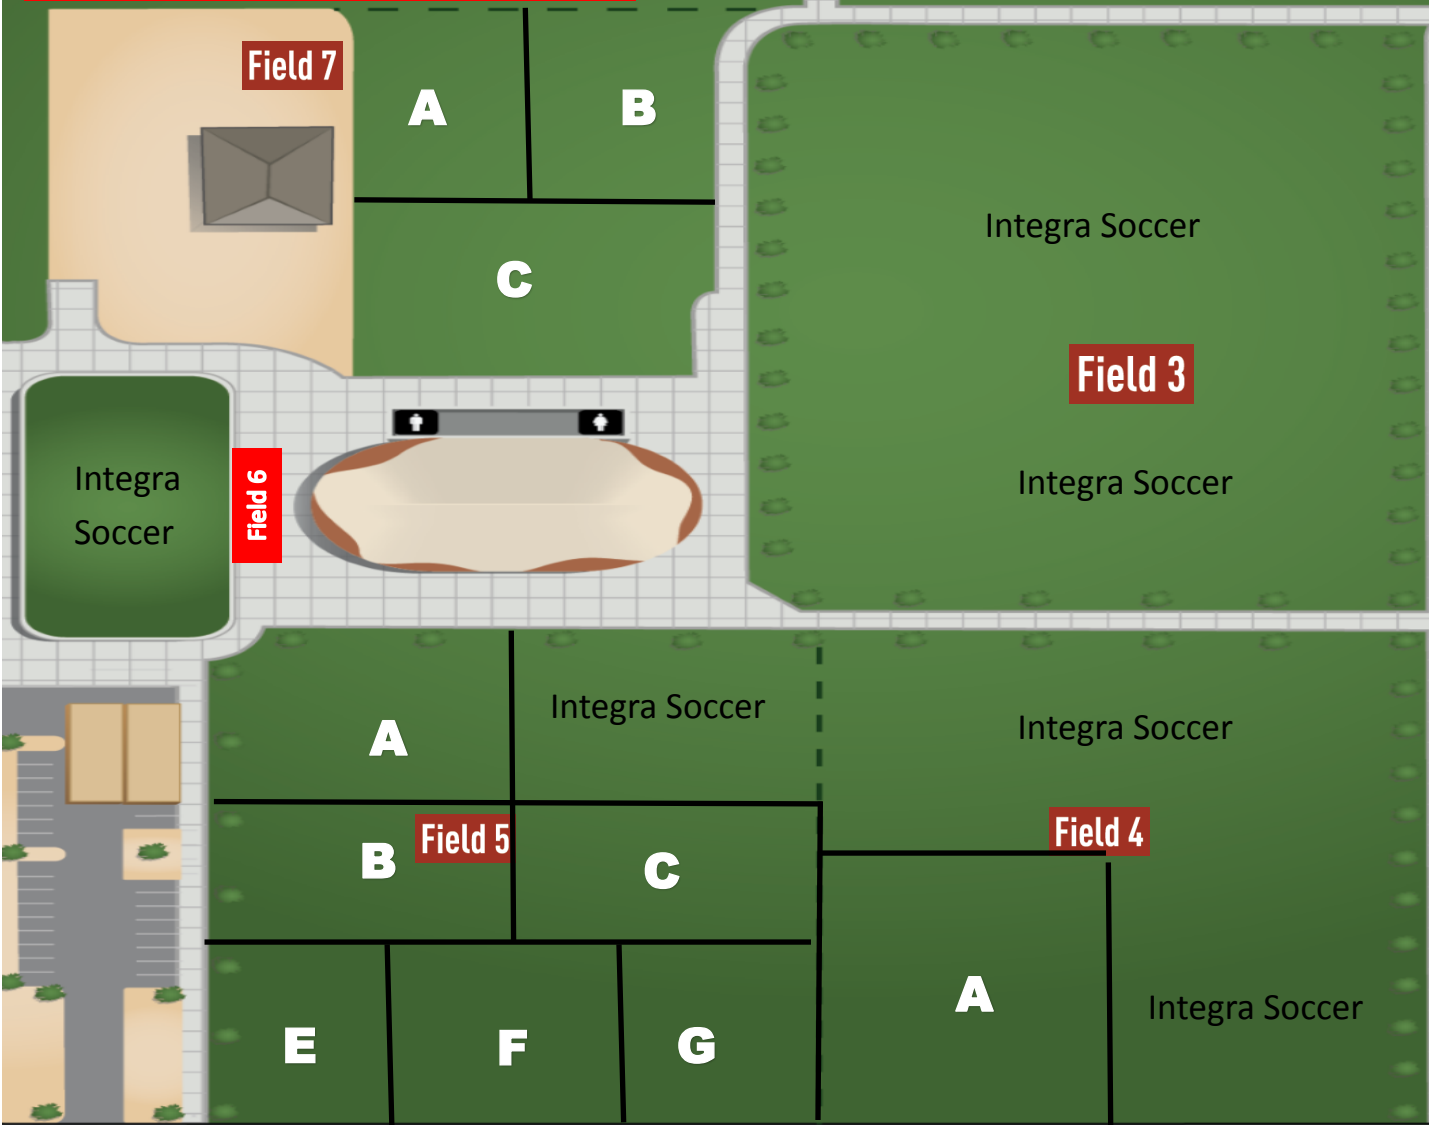 Field 7
A
B
C
Integra Soccer
Field 3
Integra Soccer
Integra
Soccer
Field 6
A
Integra Soccer
Integra Soccer
Field 5
B
C
Field 4
A
Integra Soccer
E
F
G